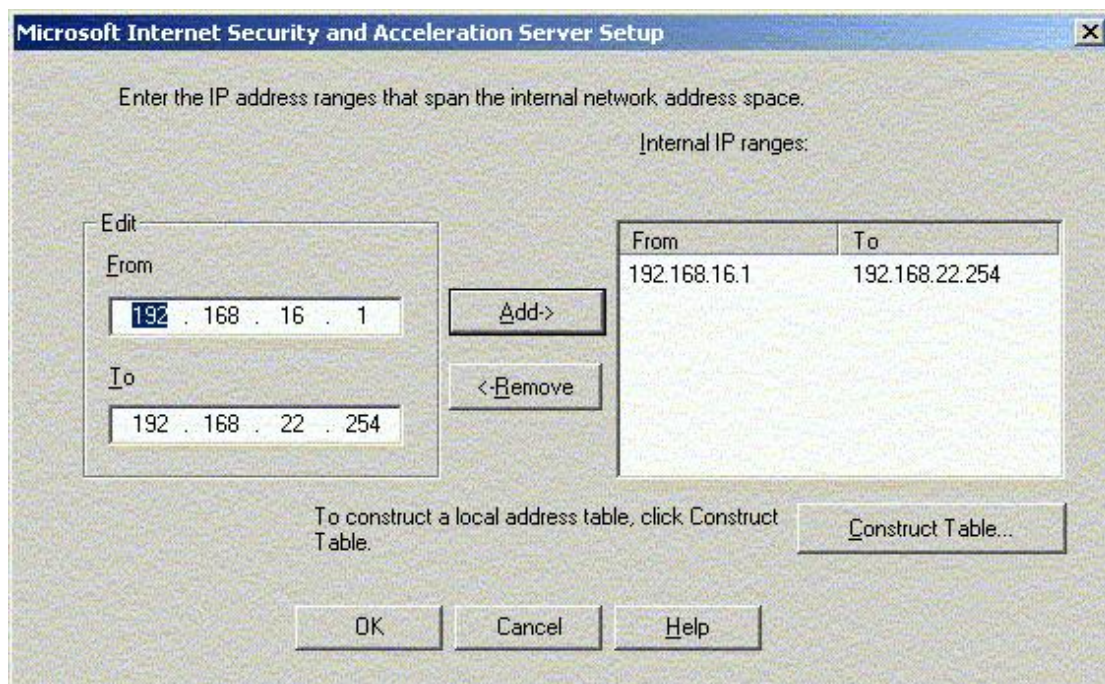 Microsoft Internet Security and Acceleration Server Setup
Enter the IP address ranges that span the internal network address space.
Internal IP ranges:
Edit
From
192 . 168 . 16 . 1
To
192 . 168 . 22 . 254
Add->
<-Remove
From To
192.168.16.1 192.168.22.254
To construct a local address table, click Construct
Table.
Construct Table...
OK Cancel Help